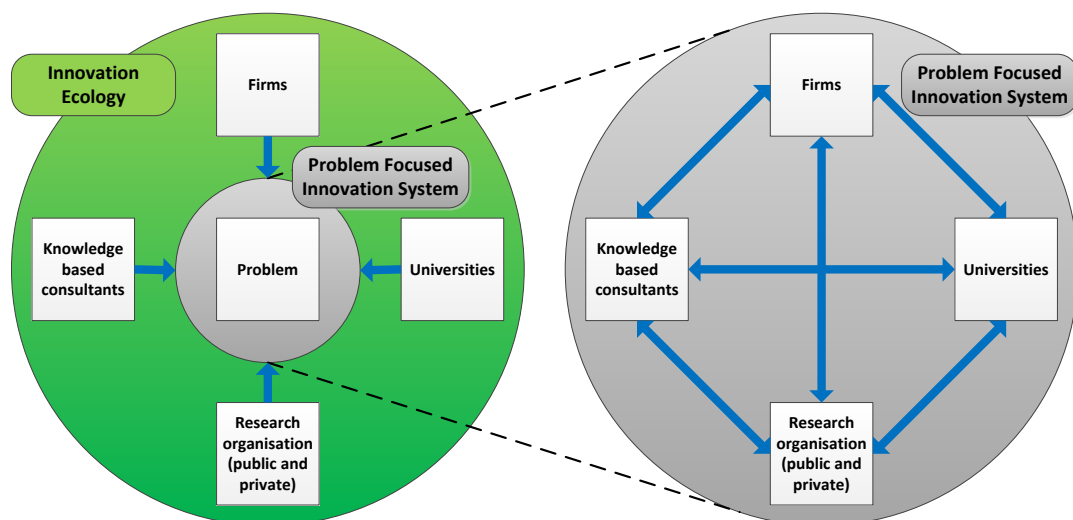 Innovation
Ecology
Firms
Problem Focused
Innovation System
Knowledge
based
consultants
Problem
Universities
Research
organisation
(public and
private)
Firms
Problem Focused
Innovation System
Knowledge
based
consultants
Universities
Research
organisation
(public and
private)